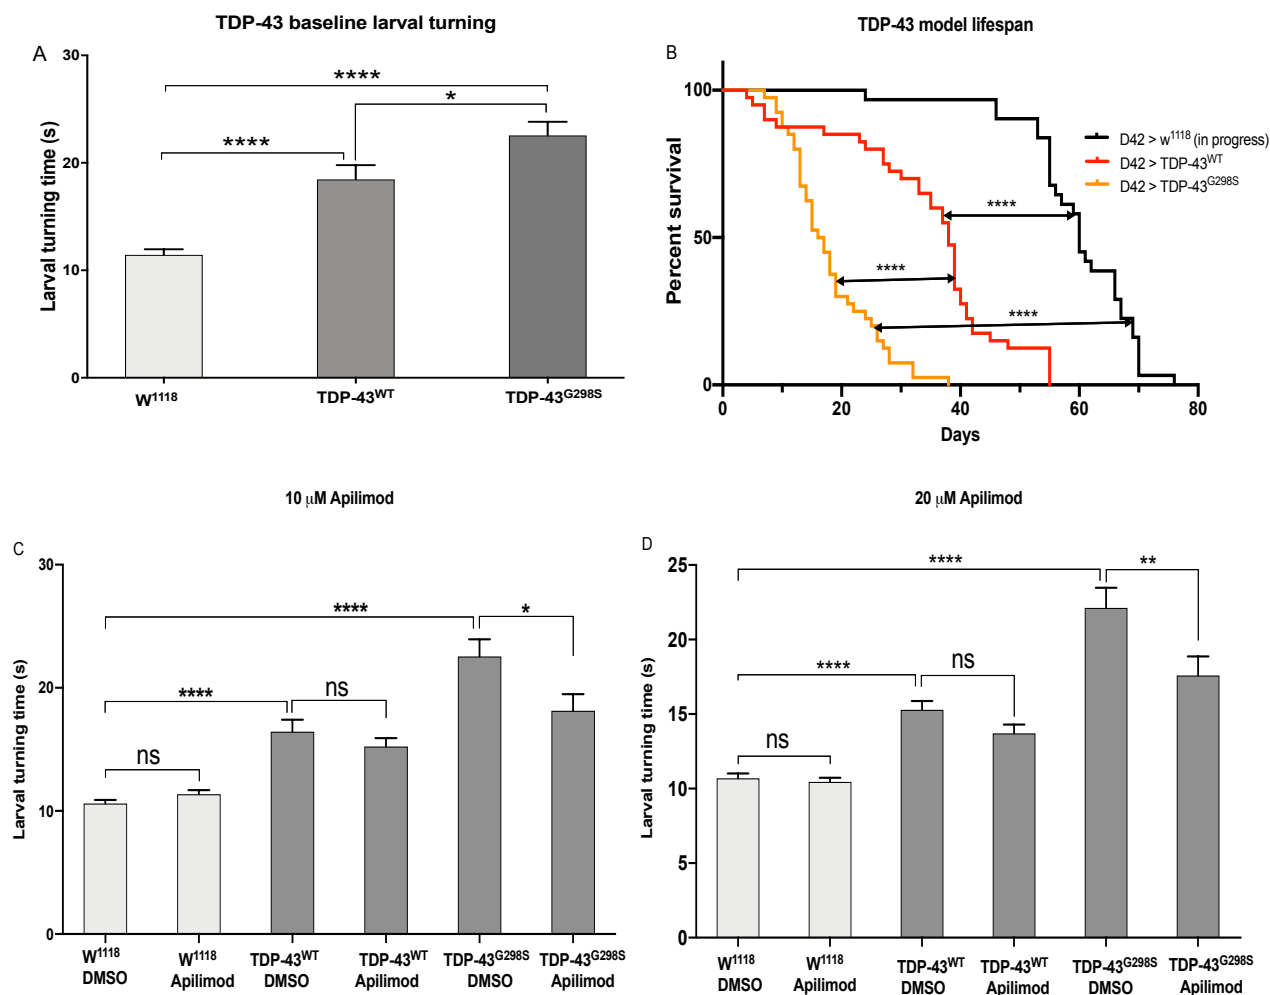 TDP-43 baseline larval turning
A
Larval turning time (s)
30
20
10
0
****
*
****
W1118
TDP-43WT
TDP-43G298S
TDP-43 model lifespan
B
Percent survival
100
50
0
D42 > w1118 (in progress)
D42 > TDP-43WT
D42 > TDP-43G298S
****
****
****
0 20 40 60 80
Days
10 μM Apilimod
C
Larval turning time (s)
30
20
10
0
****
*
****
ns
ns
W1118 DMSO
W1118 Apilimod
TDP-43WT DMSO
TDP-43WT Apilimod
TDP-43G298S DMSO
TDP-43G298S Apilimod
20 μM Apilimod
D
Larval turning time (s)
25
20
15
10
5
0
****
**
****
ns
ns
W1118 DMSO
W1118 Apilimod
TDP-43WT DMSO
TDP-43WT Apilimod
TDP-43G298S DMSO
TDP-43G298S Apilimod